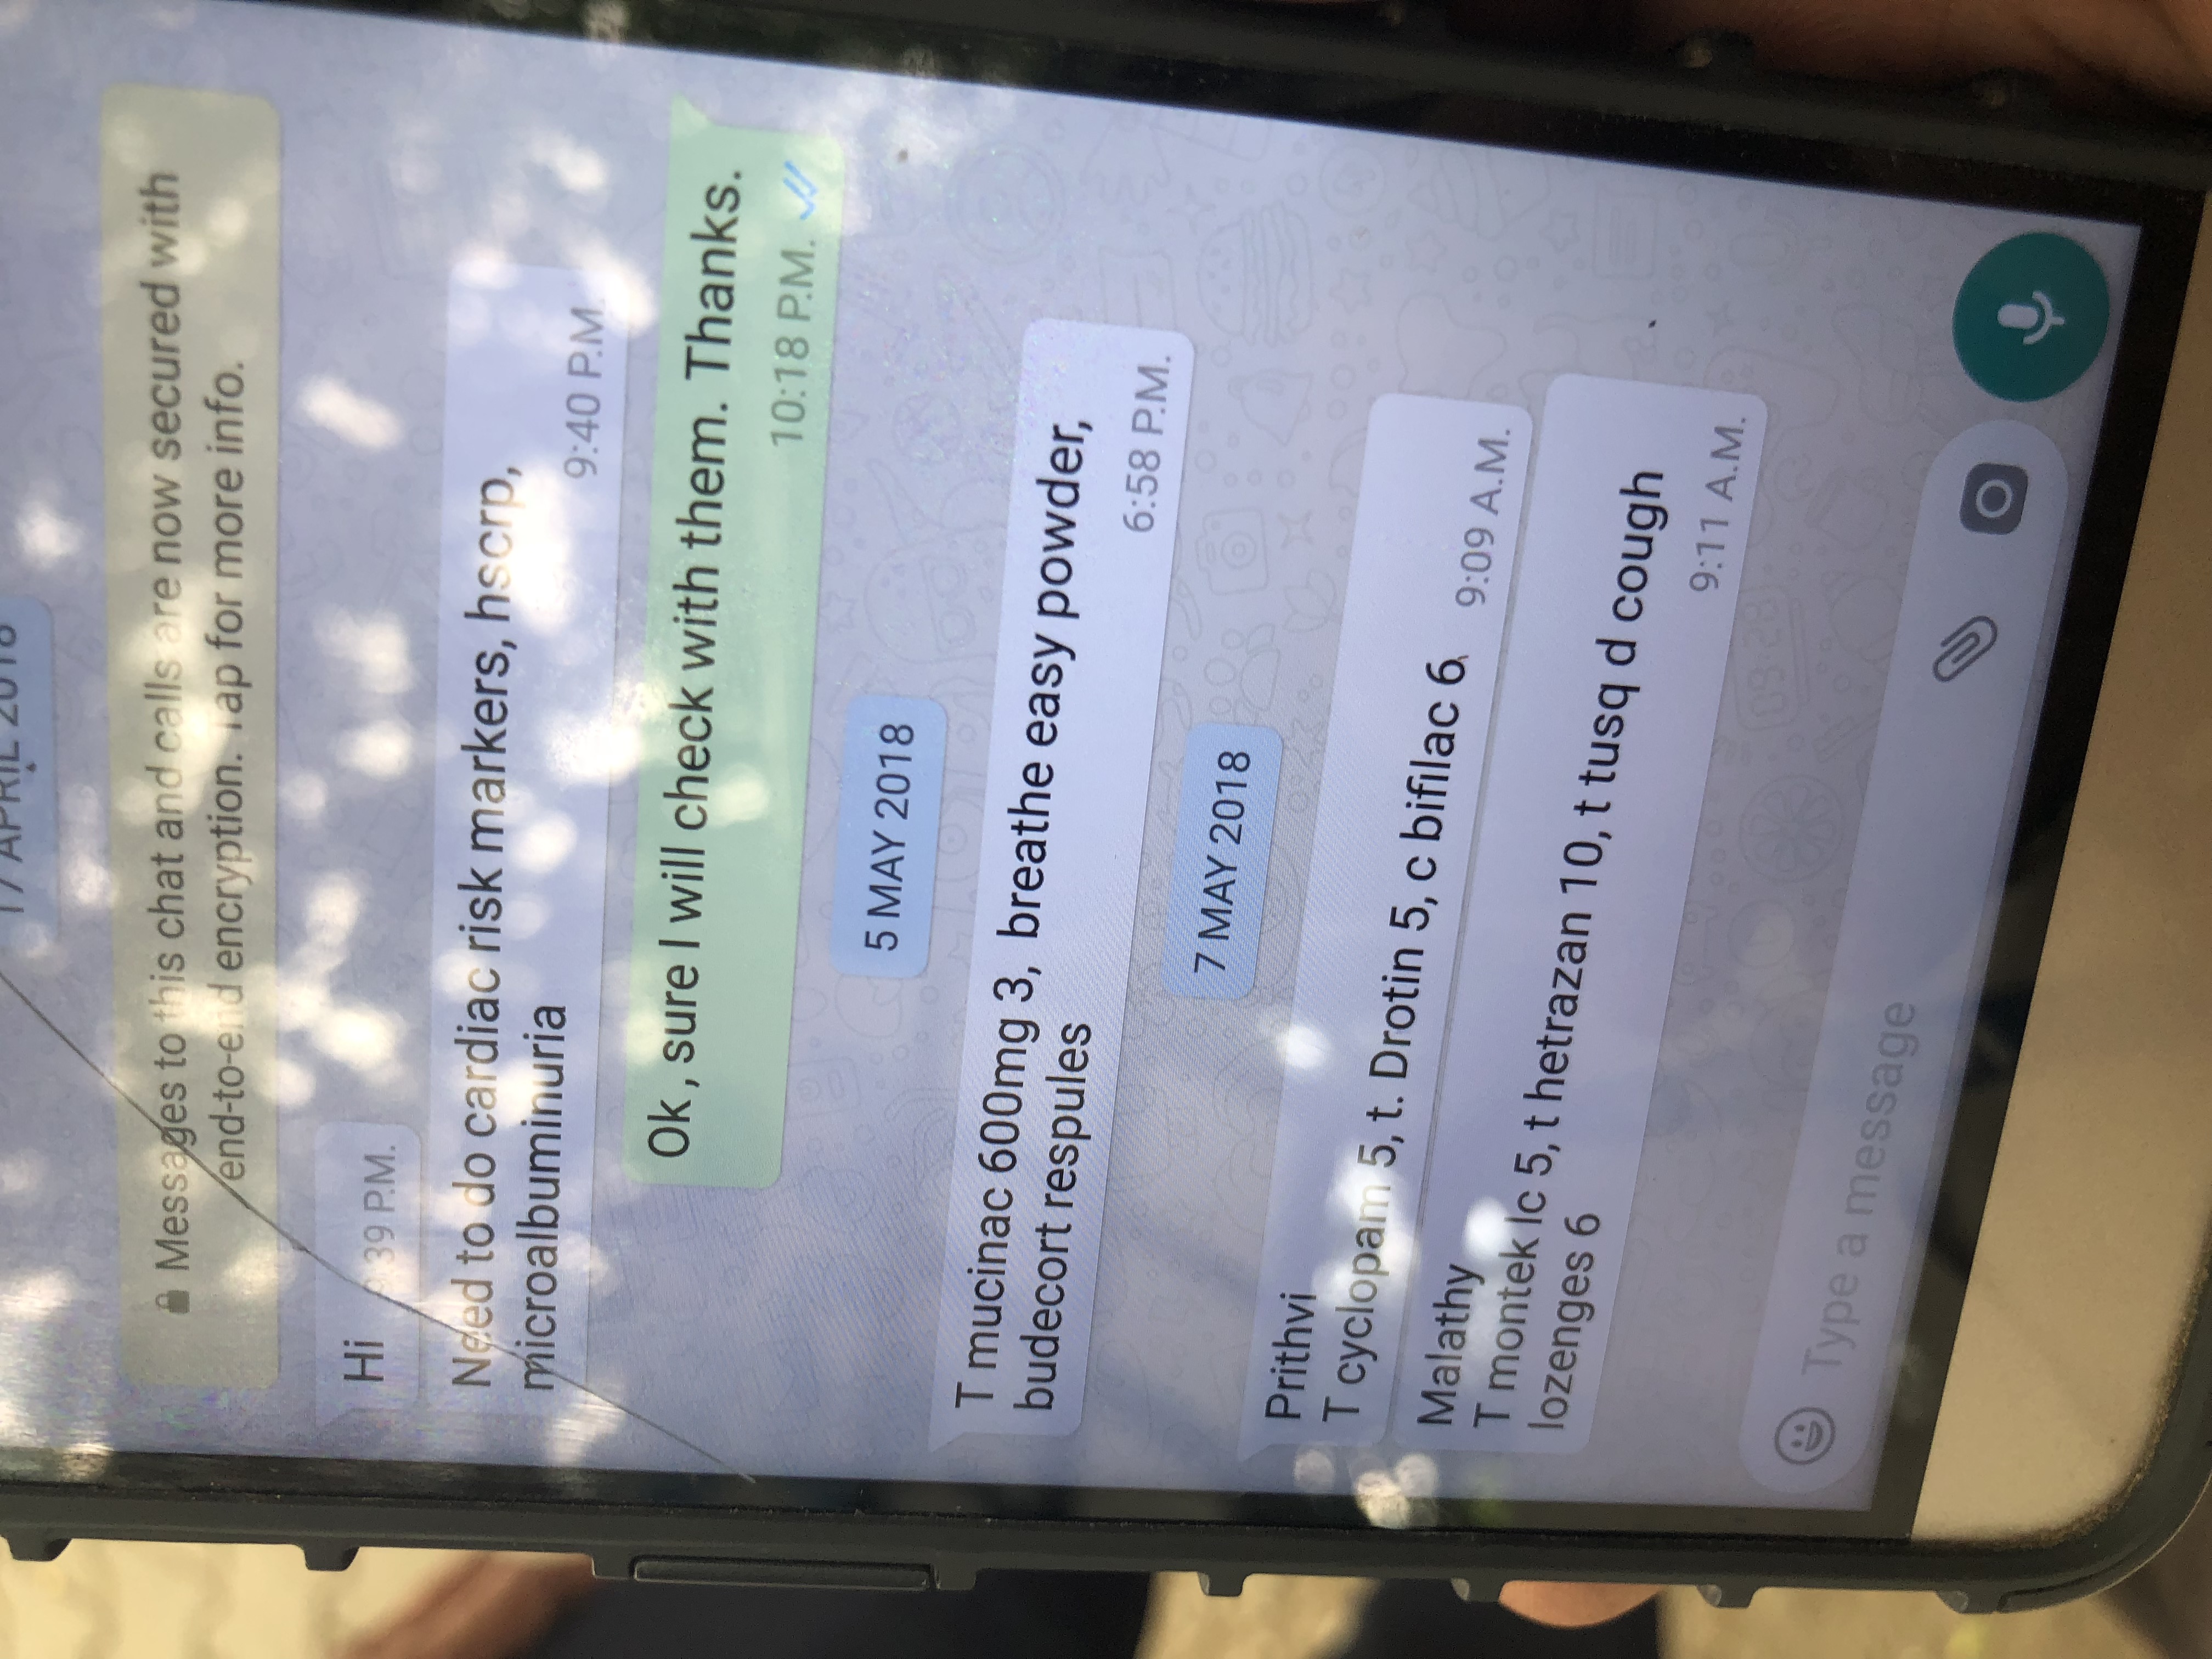 17 APRIL 2018
Messages to this chat and calls are now secured with
end-to-end encryption. Tap for more info.
Hi
39 P.M.
Need to do cardiac risk markers, hscrp,
microalbuminuria
9:40 P.M.
Ok , sure I will check with them. Thanks.
10:18 P.M.
5 MAY 2018
T mucinac 600mg 3, breathe easy powder,
budecort respules
6:58 P.M.
7 MAY 2018
Prithvi
T cyclopam 5, t. Drotin 5, c bifilac 6,
9:09 A.M.
Malathy
T montek lc 5, t hetrazan 10, t tusq d cough
lozenges 6
9:11 A.M.
Type a message